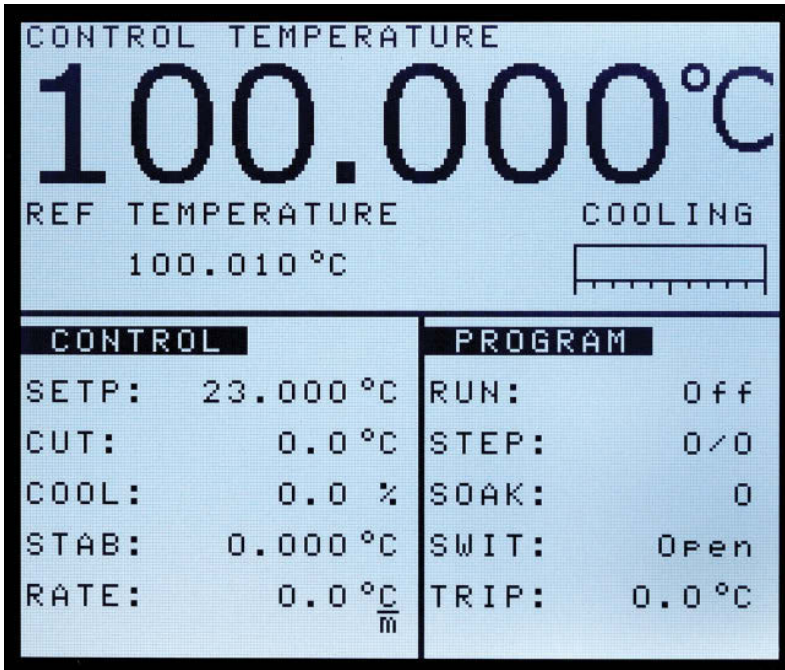 CONTROL TEMPERATURE
100.000°C
REF TEMPERATURE
100.010°C
COOLING
CONTROL
SETP: 23.000°C
CUT: 0.0°C
COOL: 0.0 %
STAB: 0.000°C
RATE: 0.0°C/m
PROGRAM
RUN: Off
STEP: 0/0
SOAK: 0
SWIT: Open
TRIP: 0.0°C